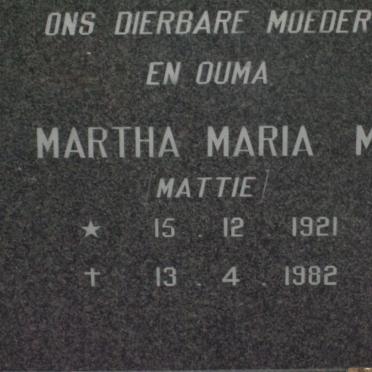 ONS DIERBARE MOEDER
EN OUMA
MARTHA MARIA M
[MATTIE]
★ 15 . 12 . 1921
† 13 . 4 . 1982